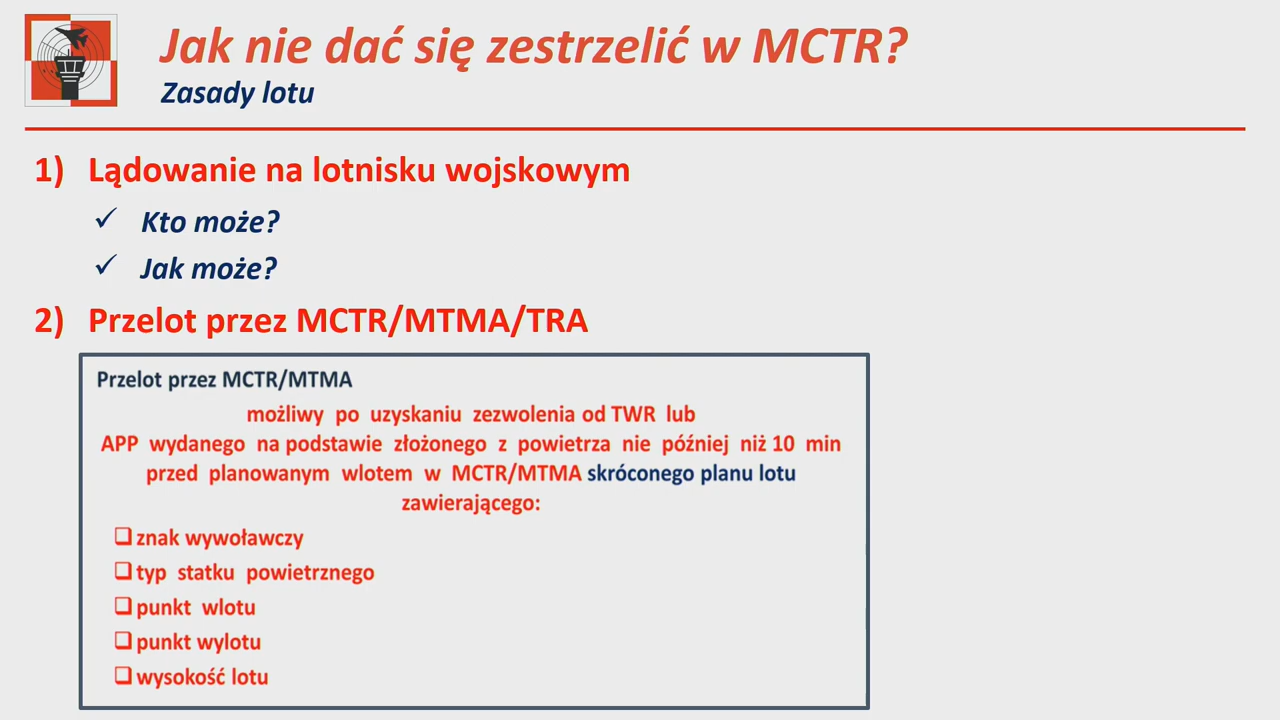 Jak nie dać się zestrzelić w MCTR?
Zasady lotu
1) Lądowanie na lotnisku wojskowym
✓ Kto może?
✓ Jak może?
2) Przelot przez MCTR/MTMA/TRA
Przelot przez MCTR/MTMA
możliwy po uzyskaniu zezwolenia od TWR lub
APP wydanego na podstawie złożonego z powietrza nie później niż 10 min
przed planowanym wlotem w MCTR/MTMA skróconego planu lotu
zawierającego:
❑ znak wywoławczy
❑ typ statku powietrznego
❑ punkt wlotu
❑ punkt wylotu
❑ wysokość lotu